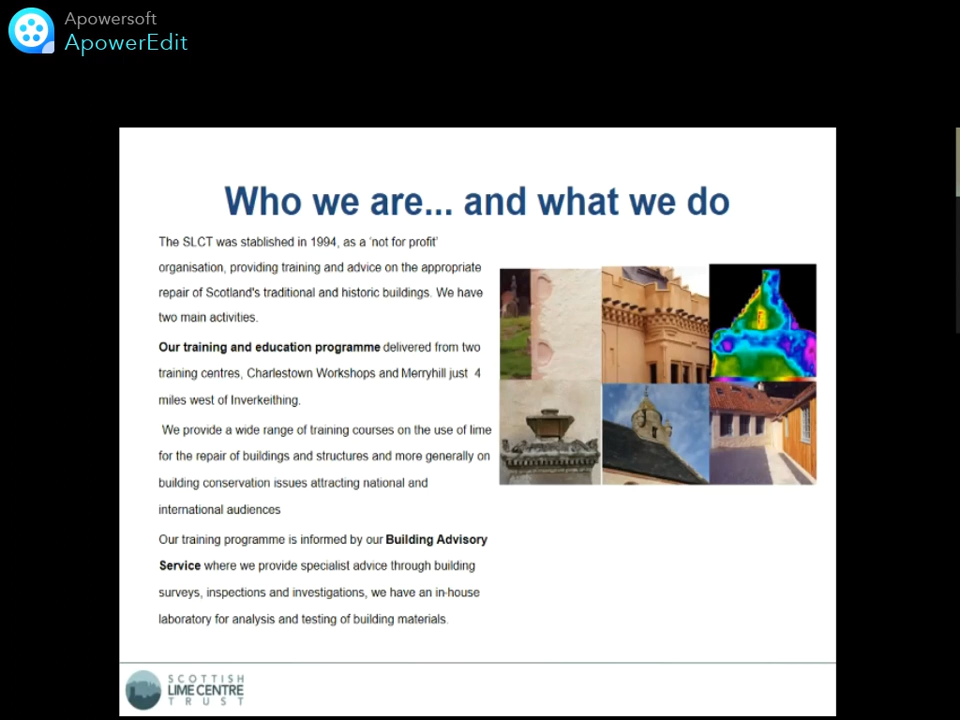 Apowersoft
ApowerEdit
Who we are... and what we do
The SLCT was stablished in 1994, as a 'not for profit'
organisation, providing training and advice on the appropriate
repair of Scotland's traditional and historic buildings. We have
two main activities.
Our training and education programme delivered from two
training centres, Charlestown Workshops and Merryhill just 4
miles west of Inverkeithing.
We provide a wide range of training courses on the use of lime
for the repair of buildings and structures and more generally on
building conservation issues attracting national and
international audiences
Our training programme is informed by our Building Advisory
Service where we provide specialist advice through building
surveys, inspections and investigations, we have an in-house
laboratory for analysis and testing of building materials.
SCOTTISH
LIME CENTRE
TRUST